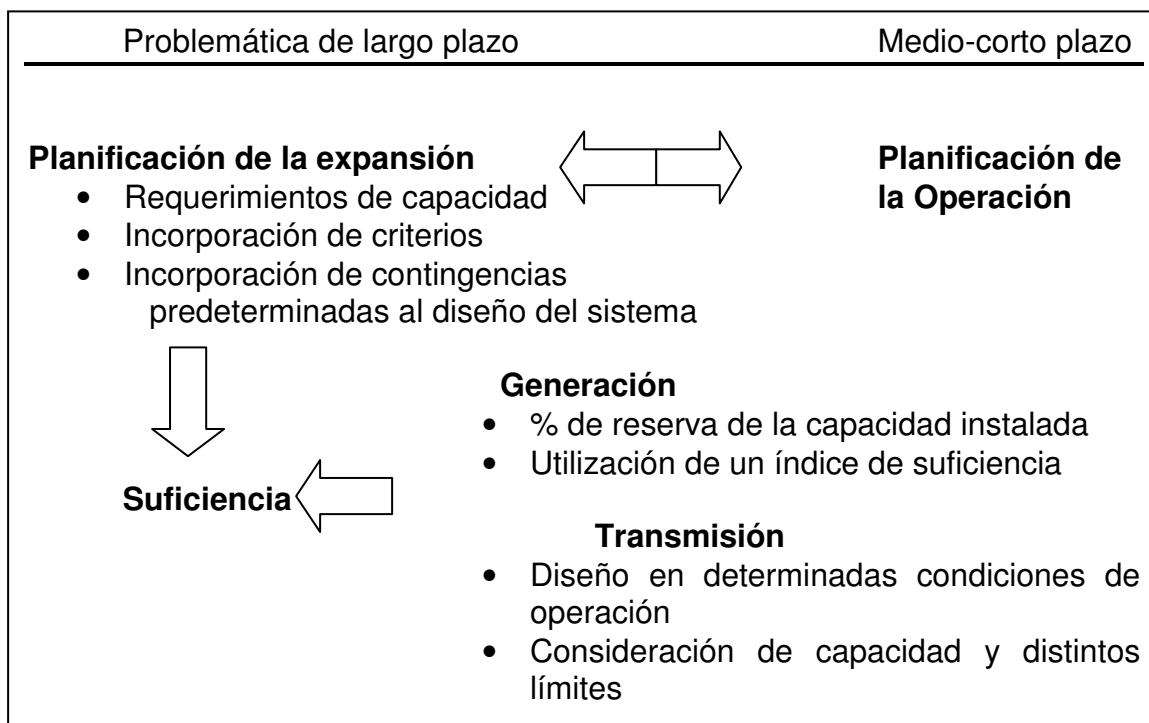 Problemática de largo plazo Medio-corto plazo
Planificación de la expansión
• Requerimientos de capacidad
• Incorporación de criterios
• Incorporación de contingencias
predeterminadas al diseño del sistema
Planificación de
la Operación
Generación
• % de reserva de la capacidad instalada
• Utilización de un índice de suficiencia
Suficiencia
Transmisión
• Diseño en determinadas condiciones de
operación
• Consideración de capacidad y distintos
límites